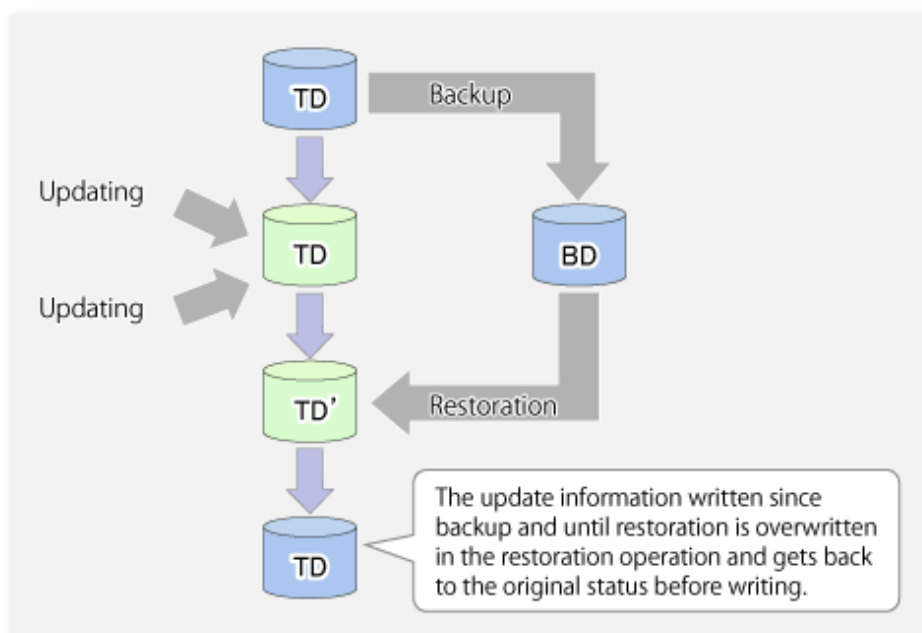 TD
Backup
Updating
TD
BD
Updating
TD’
Restoration
The update information written since
backup and until restoration is overwritten
in the restoration operation and gets back
to the original status before writing.
TD